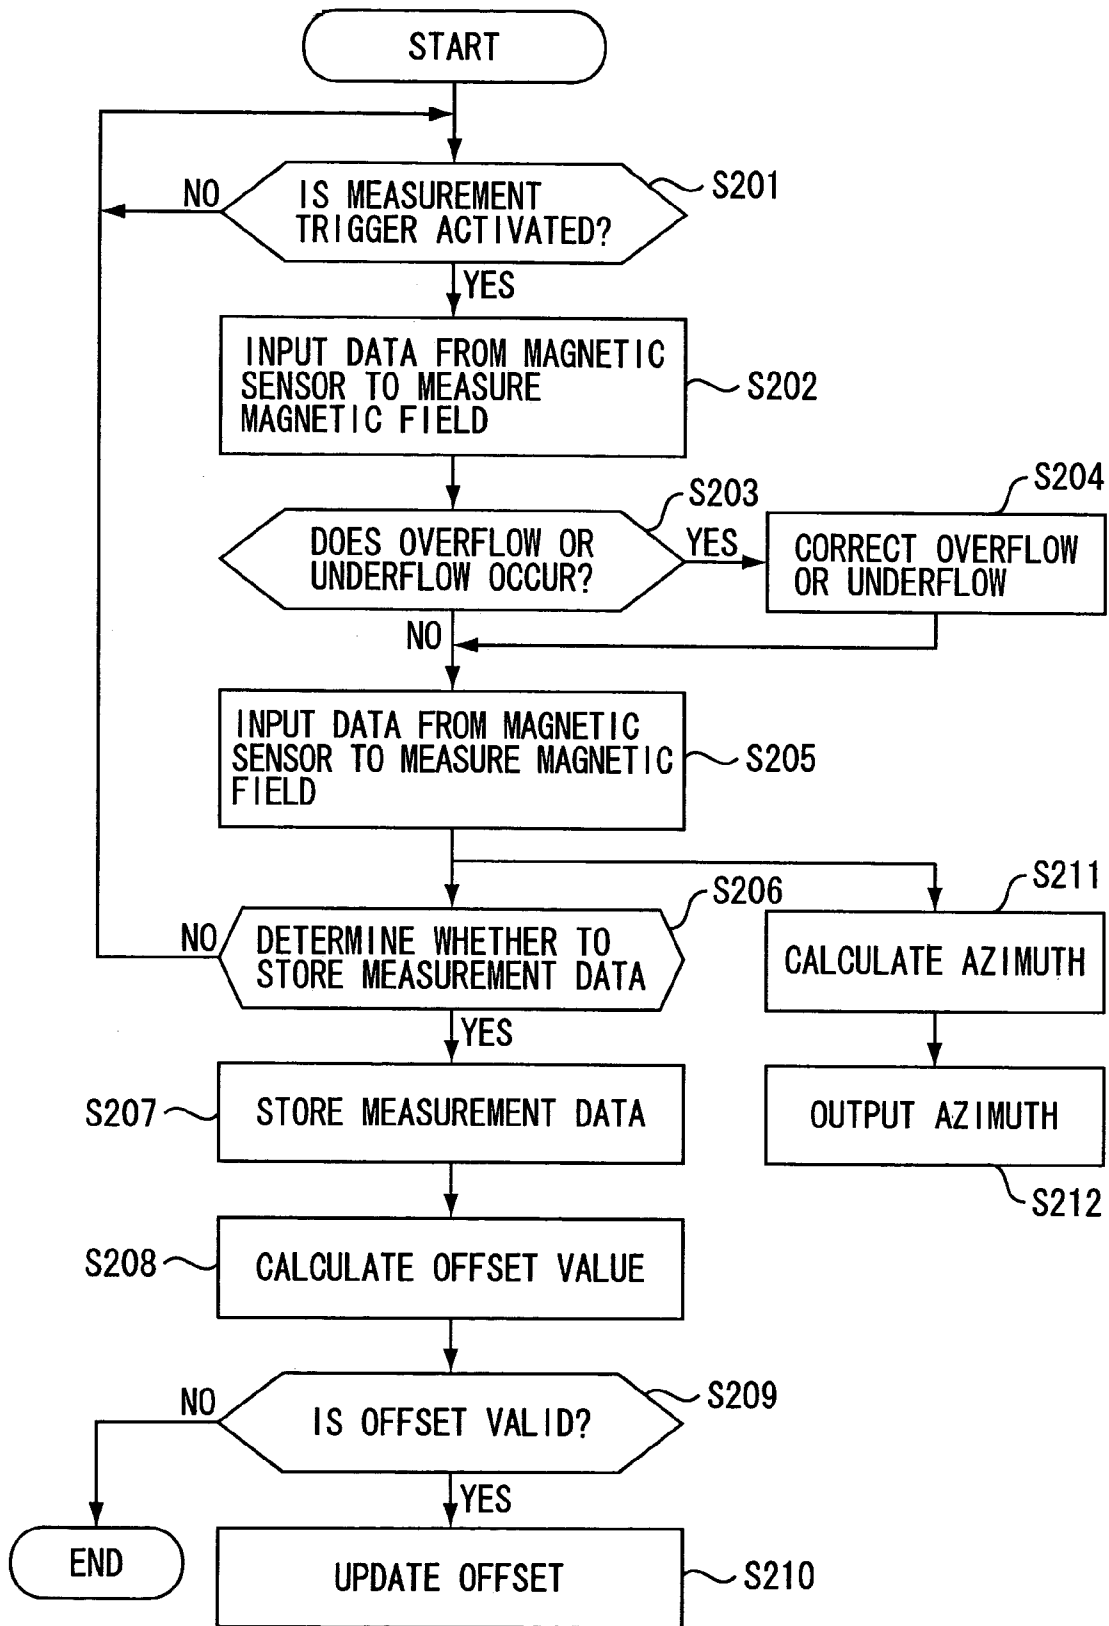 START
NO
IS MEASUREMENT
TRIGGER ACTIVATED?
S201
YES
INPUT DATA FROM MAGNETIC
SENSOR TO MEASURE
MAGNETIC FIELD
S202
S203
S204
DOES OVERFLOW OR
UNDERFLOW OCCUR?
YES
CORRECT OVERFLOW
OR UNDERFLOW
NO
INPUT DATA FROM MAGNETIC
SENSOR TO MEASURE MAGNETIC
FIELD
S205
S206
S211
NO
DETERMINE WHETHER TO
STORE MEASUREMENT DATA
CALCULATE AZIMUTH
YES
S207
STORE MEASUREMENT DATA
OUTPUT AZIMUTH
S212
S208
CALCULATE OFFSET VALUE
NO
S209
IS OFFSET VALID?
YES
END
UPDATE OFFSET
S210